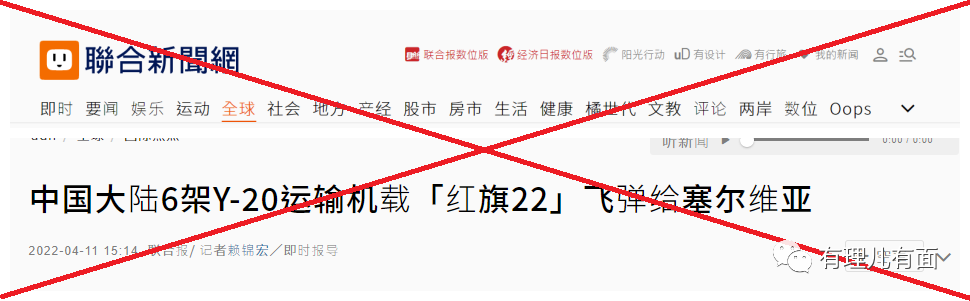 聯合新聞網 联合报数位版 经济日报数位版 阳光行动 uD 有设计 有行旅 我的新闻
即时 要闻 娱乐 运动 全球 社会 地方 产经 股市 房市 生活 健康 橘世代 文教 评论 两岸 数位 Oops
udn / 全球 / 国际焦点 听新闻 0:00 / 0:00
中国大陆6架Y-20运输机载「红旗22」飞弹给塞尔维亚
2022-04-11 15:14 联合报/ 记者赖锦宏／即时报导
有理儿有面